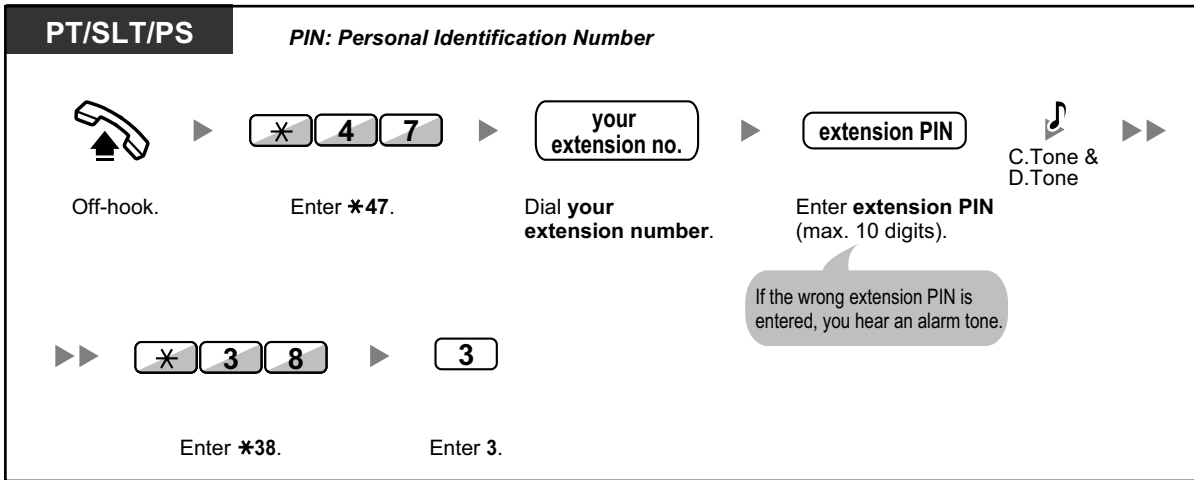 PT/SLT/PS
PIN: Personal Identification Number
✳ 4 7
your
extension no.
extension PIN
C.Tone &
D.Tone
Off-hook.
Enter ✳47.
Dial your
extension number.
Enter extension PIN
(max. 10 digits).
If the wrong extension PIN is
entered, you hear an alarm tone.
✳ 3 8
3
Enter ✳38.
Enter 3.